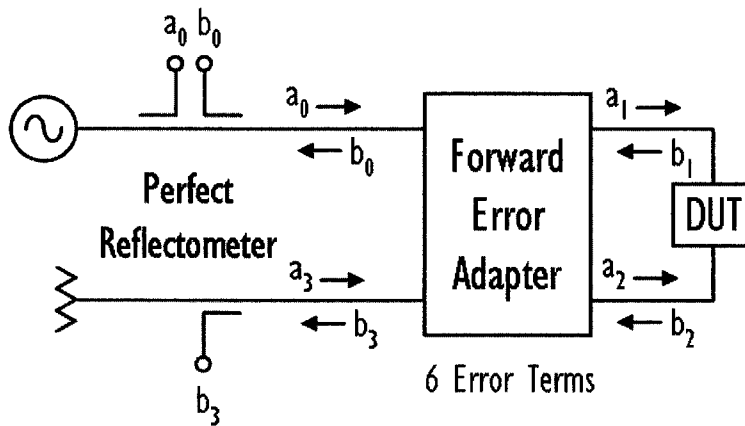 a₀ b₀
a₀
b₀
a₁
b₁
Perfect
Reflectometer
Forward
Error
Adapter
DUT
a₃
b₃
a₂
b₂
b₃
6 Error Terms